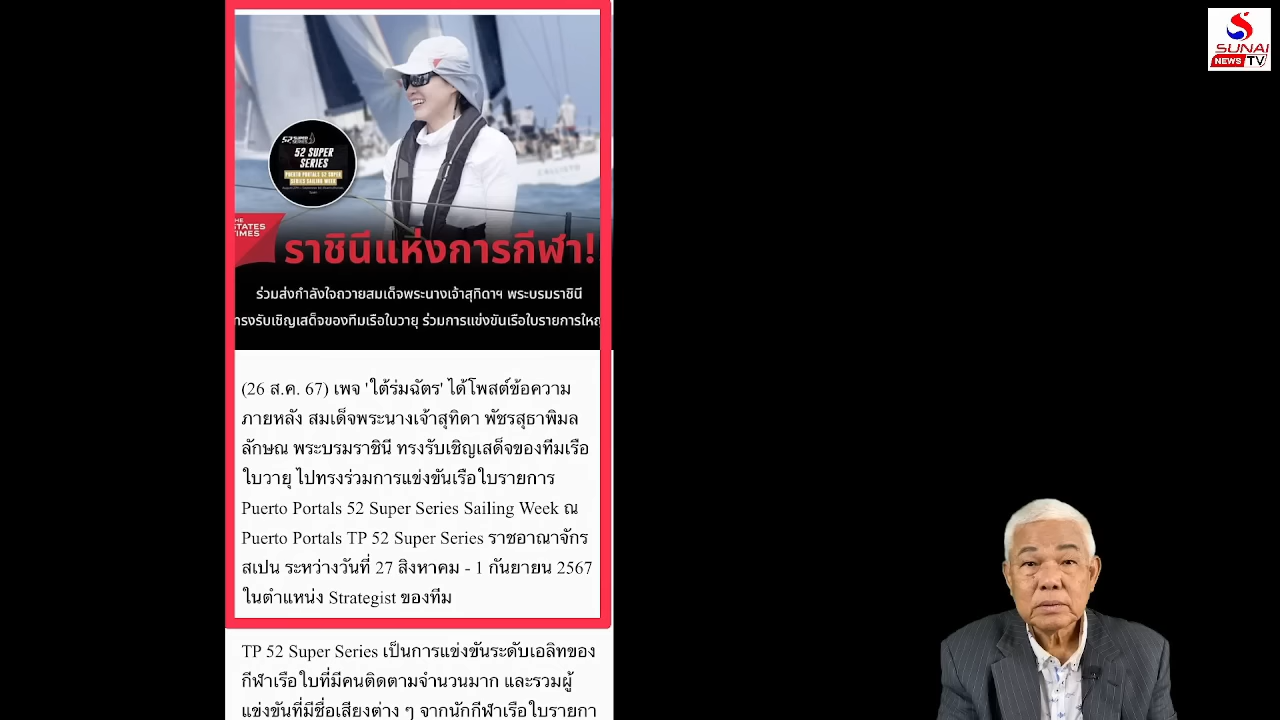 SUNAI
NEWS TV
52 SUPER
SERIES
52 SUPER
SERIES
PUERTO PORTALS 52 SUPER
SERIES SAILING WEEK
CALLISTO
THE
STATES
TIMES
ราชินีแห่งการกีฬา!
ร่วมส่งกำลังใจถวายสมเด็จพระนางเจ้าสุทิดาฯ พระบรมราชินี
ทรงรับเชิญเสด็จของทีมเรือใบวายุ ร่วมการแข่งขันเรือใบรายการใหญ่
(26 ส.ค. 67) เพจ 'ใต้ร่มฉัตร' ได้โพสต์ข้อความ
ภายหลัง สมเด็จพระนางเจ้าสุทิดา พัชรสุธาพิมล
ลักษณ พระบรมราชินี ทรงรับเชิญเสด็จของทีมเรือ
ใบวายุ ไปทรงร่วมการแข่งขันเรือใบรายการ
Puerto Portals 52 Super Series Sailing Week ณ
Puerto Portals TP 52 Super Series ราชอาณาจักร
สเปน ระหว่างวันที่ 27 สิงหาคม - 1 กันยายน 2567
ในตำแหน่ง Strategist ของทีม
TP 52 Super Series เป็นการแข่งขันระดับเอลิทของ
กีฬาเรือใบที่มีคนติดตามจำนวนมาก และรวมผู้
แข่งขันที่มีชื่อเสียงต่าง ๆ จากนักกีฬาเรือใบรายกา